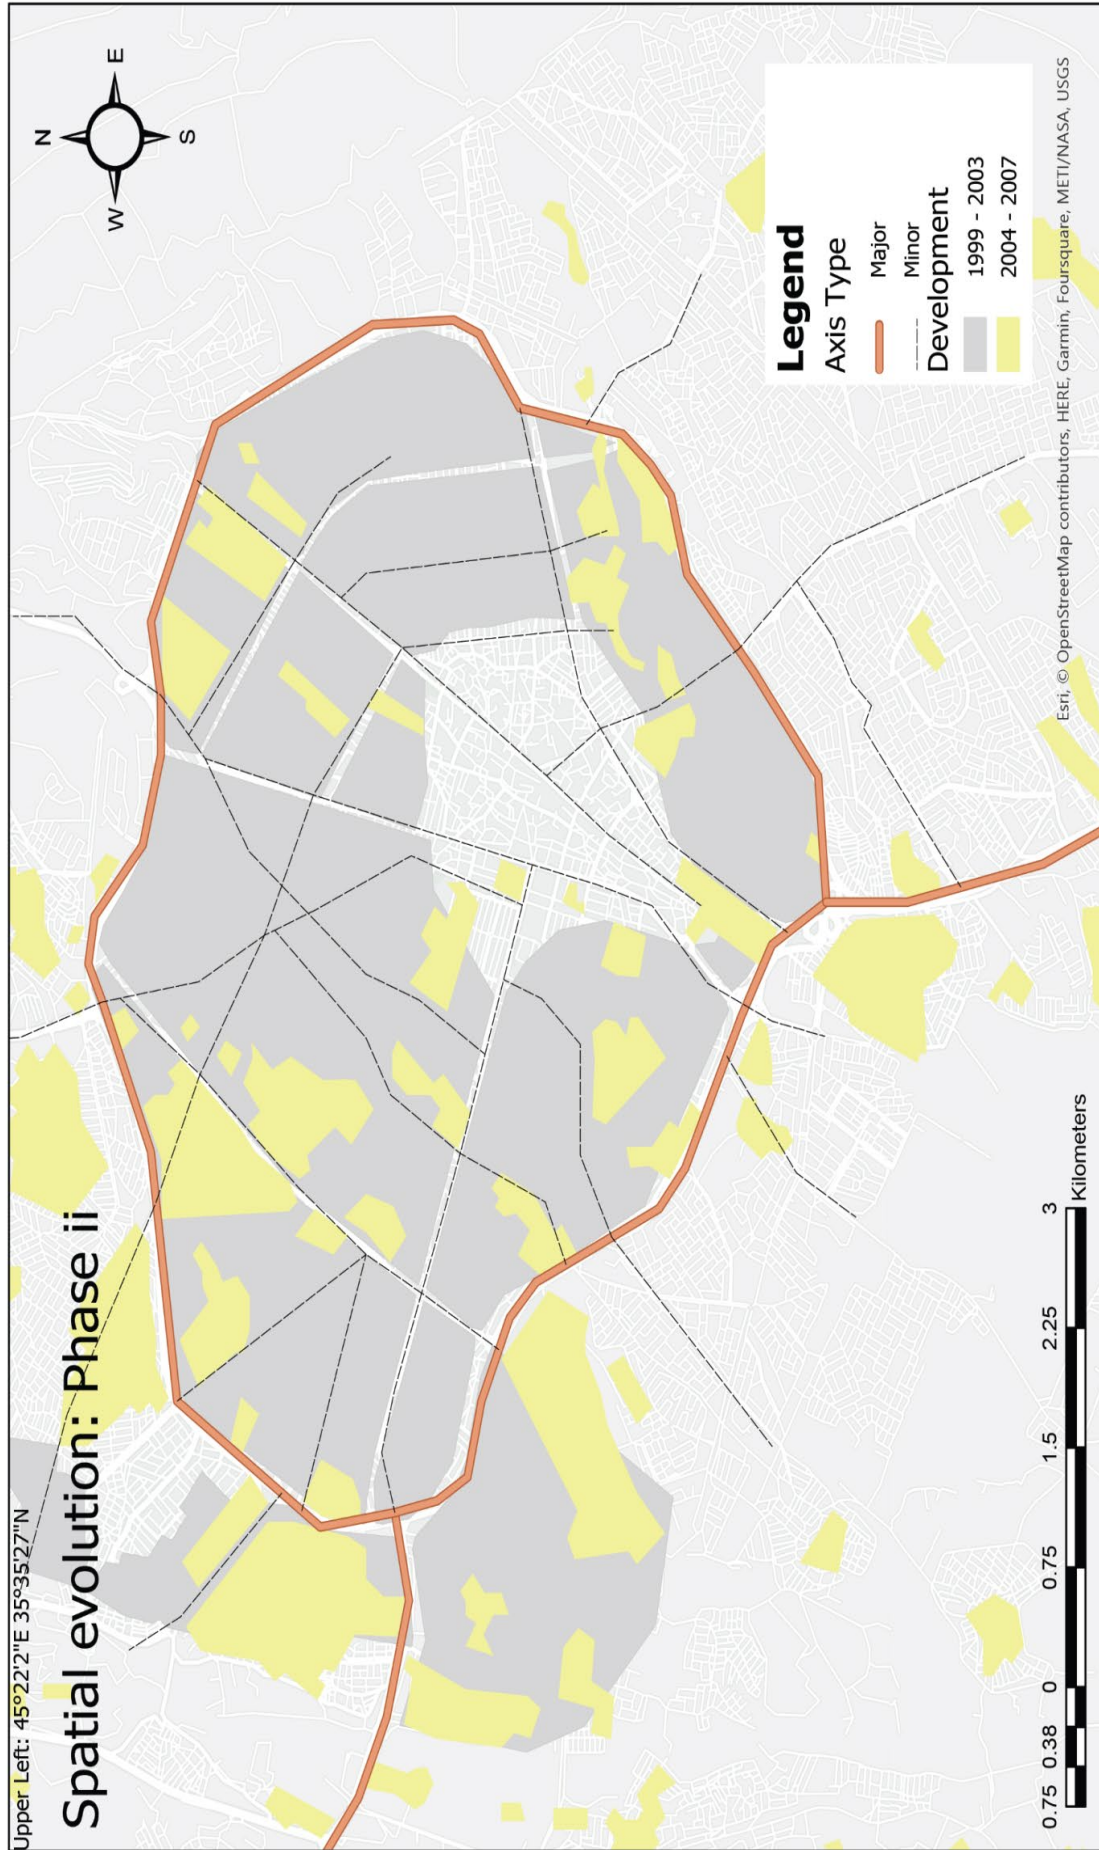 Upper Left: 45°22'2"E 35°35'27"N
Spatial evolution: Phase ii
N
W
E
S
Legend
Axis Type
Major
Minor
Development
1999 - 2003
2004 - 2007
0.75 0.38 0 0.75 1.5 2.25 3
Kilometers
Esri, © OpenStreetMap contributors, HERE, Garmin, Foursquare, METI/NASA, USGS